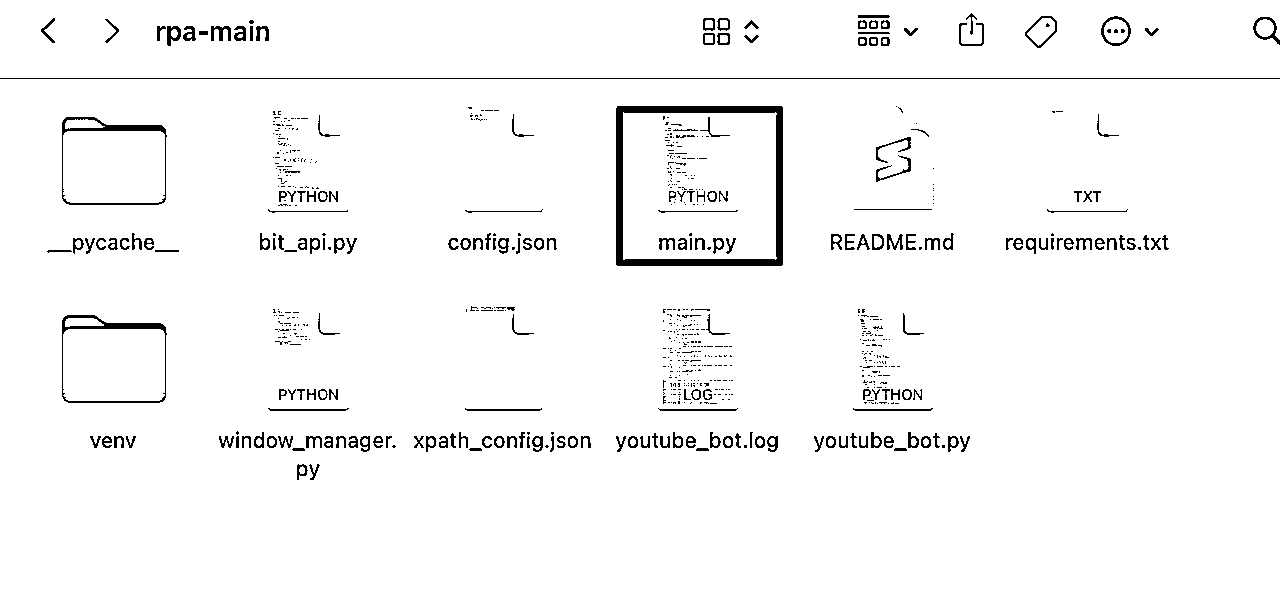 rpa-main
PYTHON
PYTHON
TXT
__pycache__
bit_api.py
config.json
main.py
README.md
requirements.txt
PYTHON
LOG
PYTHON
venv
window_manager.
py
xpath_config.json
youtube_bot.log
youtube_bot.py